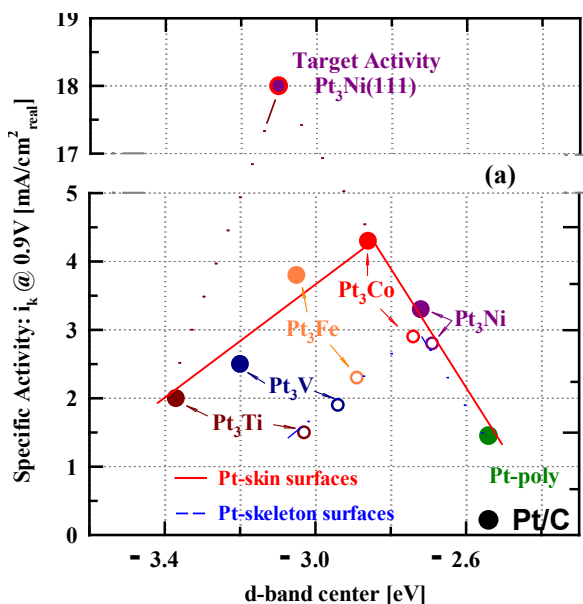 Target Activity
Pt3Ni(111)
18
17
(a)
5
4
3
2
1
0
Specific Activity: ik @ 0.9V [mA/cm2real]
Pt3Co
Pt3Ni
Pt3Fe
Pt3V
Pt3Ti
Pt-poly
Pt-skin surfaces
Pt-skeleton surfaces
Pt/C
- 3.4
- 3.0
- 2.6
d-band center [eV]